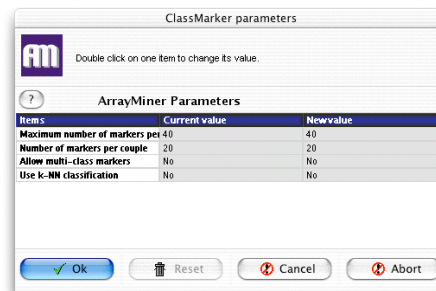 ClassMarker parameters
AM
Double click on one item to change its value.
? ArrayMiner Parameters
Items Current value New value
Maximum number of markers per 40 40
Number of markers per couple 20 20
Allow multi-class markers No No
Use k-NN classification No No
Ok Reset Cancel Abort